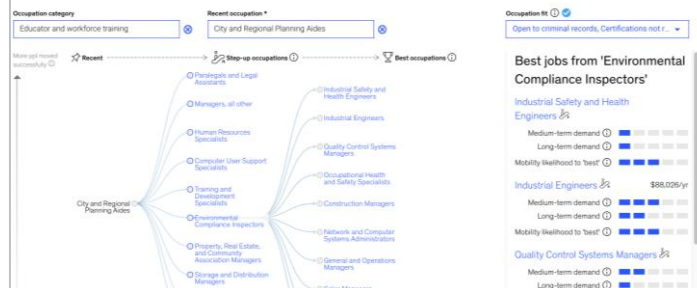 Occupation category
Recent occupation *
Occupation fit
Educator and workforce training
City and Regional Planning Aides
Open to criminal records, Certifications not r...
More ppl moved
successfully
Recent
Step-up occupations
Best occupations
Paralegals and Legal
Assistants
Managers, all other
Human Resources
Specialists
Computer User Support
Specialists
Training and
Development
Specialists
City and Regional
Planning Aides
Environmental
Compliance Inspectors
Property, Real Estate,
and Community
Association Managers
Storage and Distribution
Managers
Industrial Safety and
Health Engineers
Industrial Engineers
Quality Control Systems
Managers
Occupational Health
and Safety Specialists
Construction Managers
Network and Computer
Systems Administrators
General and Operations
Managers
Sales Managers
Best jobs from 'Environmental
Compliance Inspectors'
Industrial Safety and Health
Engineers
Medium-term demand
Long-term demand
Mobility likelihood to 'best'
Industrial Engineers $88,026/yr
Medium-term demand
Long-term demand
Mobility likelihood to 'best'
Quality Control Systems Managers
Medium-term demand
Long-term demand